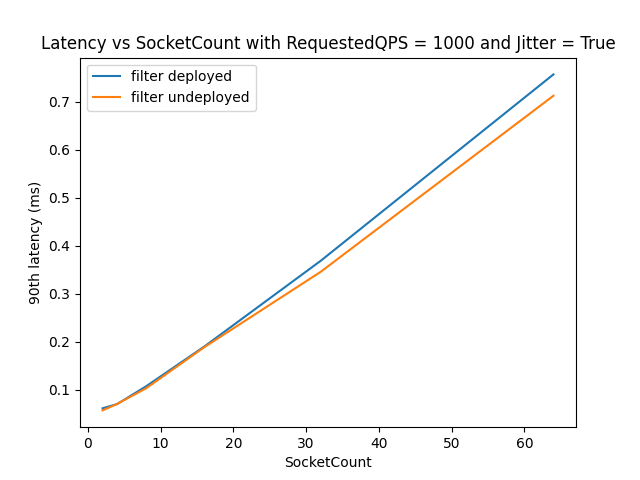 Latency vs SocketCount with RequestedQPS = 1000 and Jitter = True
filter deployed
filter undeployed
0.7
0.6
0.5
0.4
0.3
0.2
0.1
90th latency (ms)
0 10 20 30 40 50 60
SocketCount